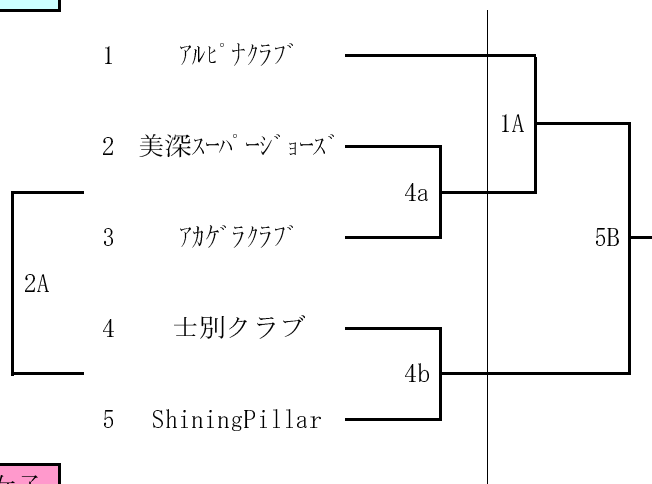 1 ｱﾙﾋﾟﾅｸﾗﾌﾞ
1A
2 美深ｽｰﾊﾟｰｼﾞｮｰｽﾞ
4a
3 ｱｶｹﾞﾗｸﾗﾌﾞ
5B
2A
4 士別クラブ
4b
5 ShiningPillar